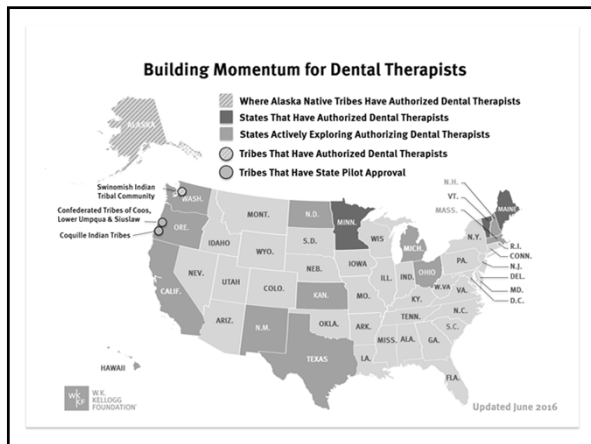 Building Momentum for Dental Therapists
Where Alaska Native Tribes Have Authorized Dental Therapists
States That Have Authorized Dental Therapists
States Actively Exploring Authorizing Dental Therapists
Tribes That Have Authorized Dental Therapists
Tribes That Have State Pilot Approval
ALASKA
Swinomish Indian
Tribal Community
Confederated Tribes of Coos,
Lower Umpqua & Siuslaw
Coquille Indian Tribes
WASH.
ORE.
CALIF.
NEV.
IDAHO
MONT.
WYO.
UTAH
ARIZ.
COLO.
N.M.
N.D.
S.D.
NEB.
KAN.
OKLA.
TEXAS
MINN.
IOWA
MO.
ARK.
LA.
WIS
ILL.
MICH.
IND.
OHIO
KY.
TENN.
MISS.
ALA.
GA.
FLA.
S.C.
N.C.
VA.
W.VA
PA.
N.Y.
MAINE
N.H.
VT.
MASS.
R.I.
CONN.
N.J.
DEL.
MD.
D.C.
HAWAII
W.K.
KELLOGG
FOUNDATION
Updated June 2016